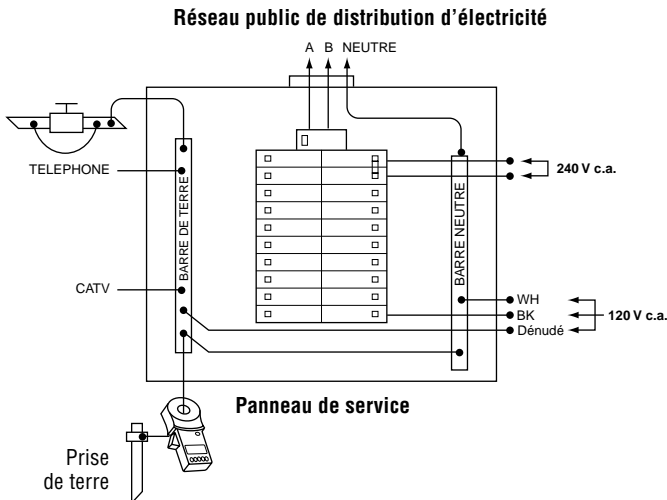 Réseau public de distribution d'électricité
A B NEUTRE
TELEPHONE
BARRE DE TERRE
BARRE NEUTRE
240 V c.a.
CATV
WH
BK
120 V c.a.
Dénudé
Panneau de service
Prise
de terre